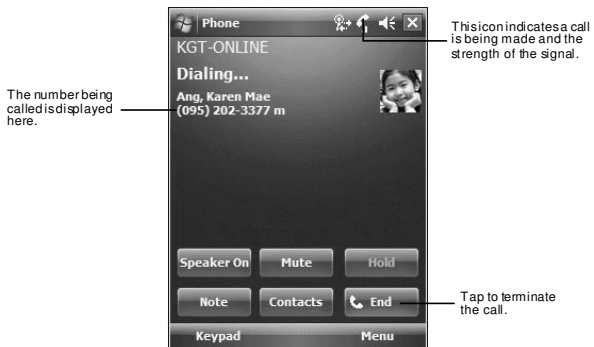 Phone
KGT-ONLINE
Dialing...
Ang, Karen Mae
(095) 202-3377 m
Speaker On Mute Hold
Note Contacts End
Keypad Menu
This icon indicates a call
is being made and the
strength of the signal.
The number being
called is displayed
here.
Tap to terminate
the call.